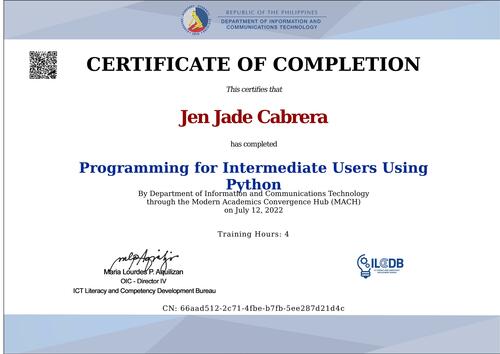 REPUBLIC OF THE PHILIPPINES
DEPARTMENT OF INFORMATION AND
COMMUNICATIONS TECHNOLOGY
CERTIFICATE OF COMPLETION
This certifies that
Jen Jade Cabrera
has completed
Programming for Intermediate Users Using
Python
By Department of Information and Communications Technology
through the Modern Academics Convergence Hub (MACH)
on July 12, 2022
Training Hours: 4
Maria Lourdes P. Aquilizan
OIC - Director IV
ICT Literacy and Competency Development Bureau
ILCDB
CN: 66aad512-2c71-4fbe-b7fb-5ee287d21d4c